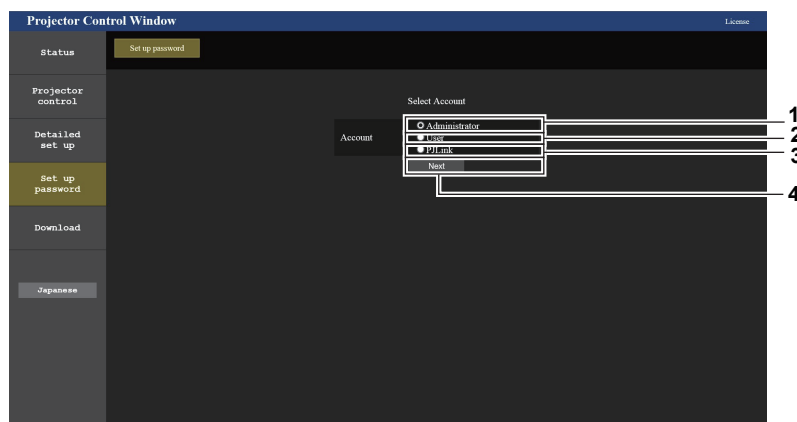 Projector Control Window
License
Status
Set up password
Projector
control
Detailed
set up
Set up
password
Download
Japanese
Select Account
Account
Administrator
User
PJLink
Next
1
2
3
4